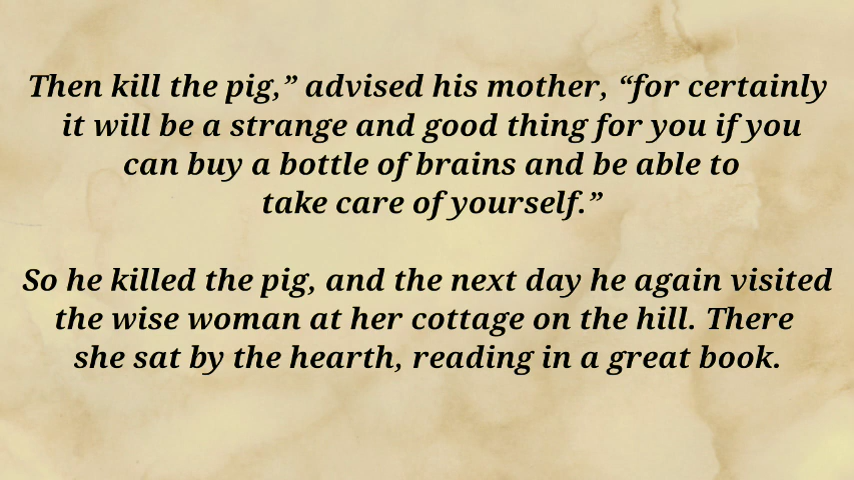 Then kill the pig,” advised his mother, “for certainly
it will be a strange and good thing for you if you
can buy a bottle of brains and be able to
take care of yourself.”
So he killed the pig, and the next day he again visited
the wise woman at her cottage on the hill. There
she sat by the hearth, reading in a great book.